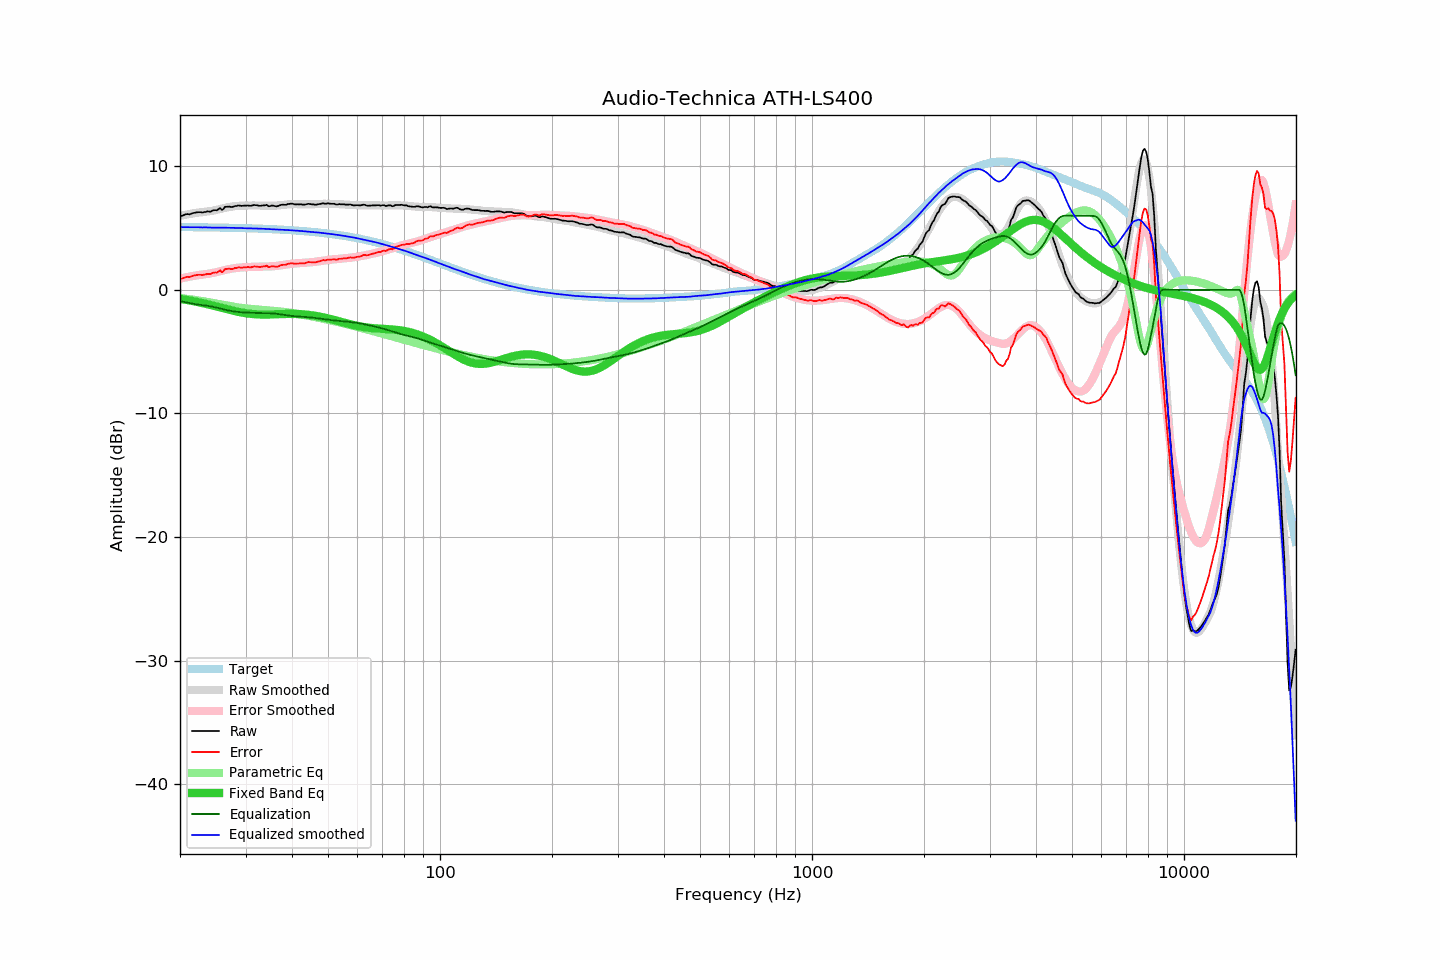 Audio-Technica ATH-LS400
10
0
−10
−20
−30
−40
Amplitude (dBr)
Target
Raw Smoothed
Error Smoothed
Raw
Error
Parametric Eq
Fixed Band Eq
Equalization
Equalized smoothed
100
1000
10000
Frequency (Hz)